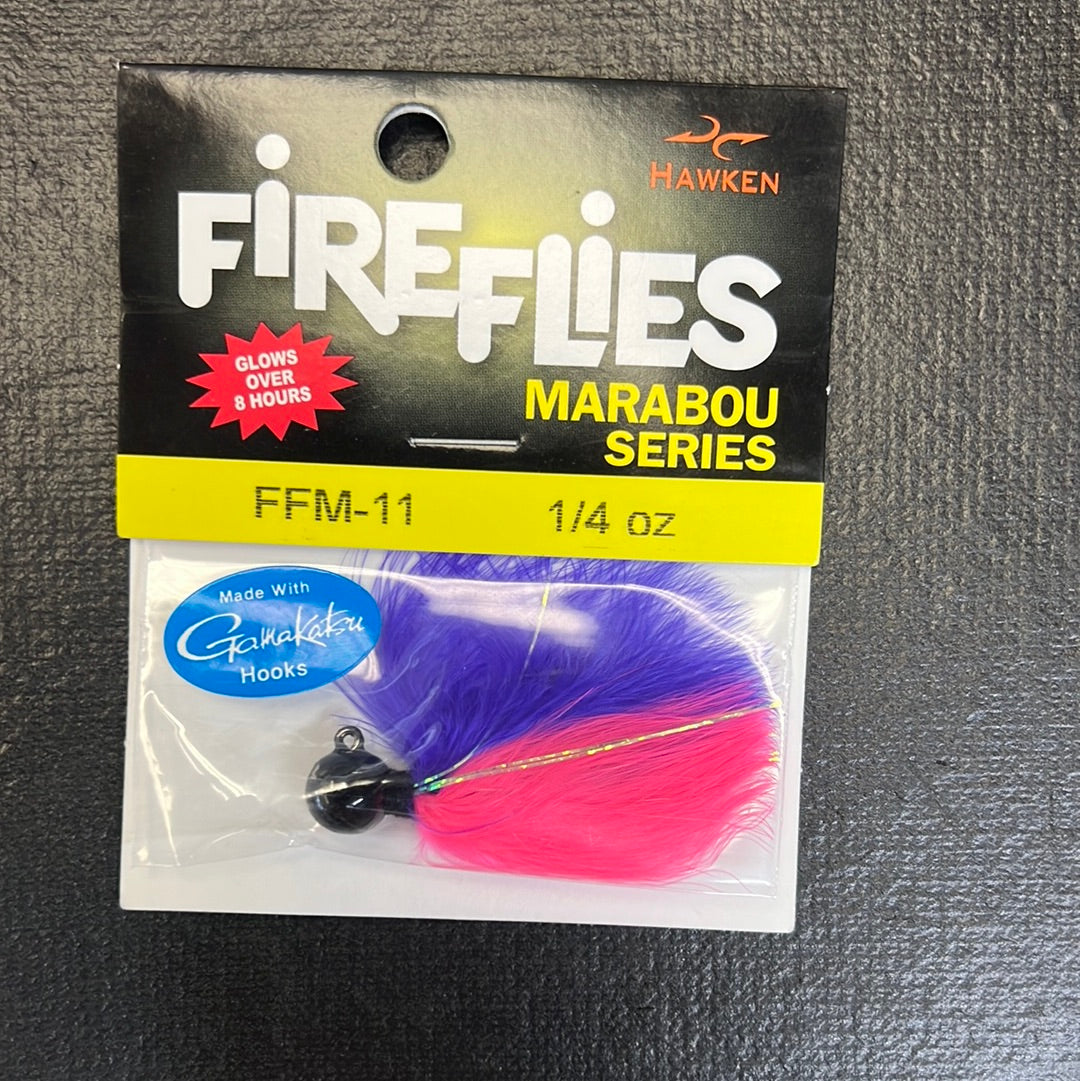 HAWKEN
FIREFLIES
GLOWS
OVER
8 HOURS
MARABOU
SERIES
FFM-11 1/4 oz
Made With
Gamakatsu
Hooks